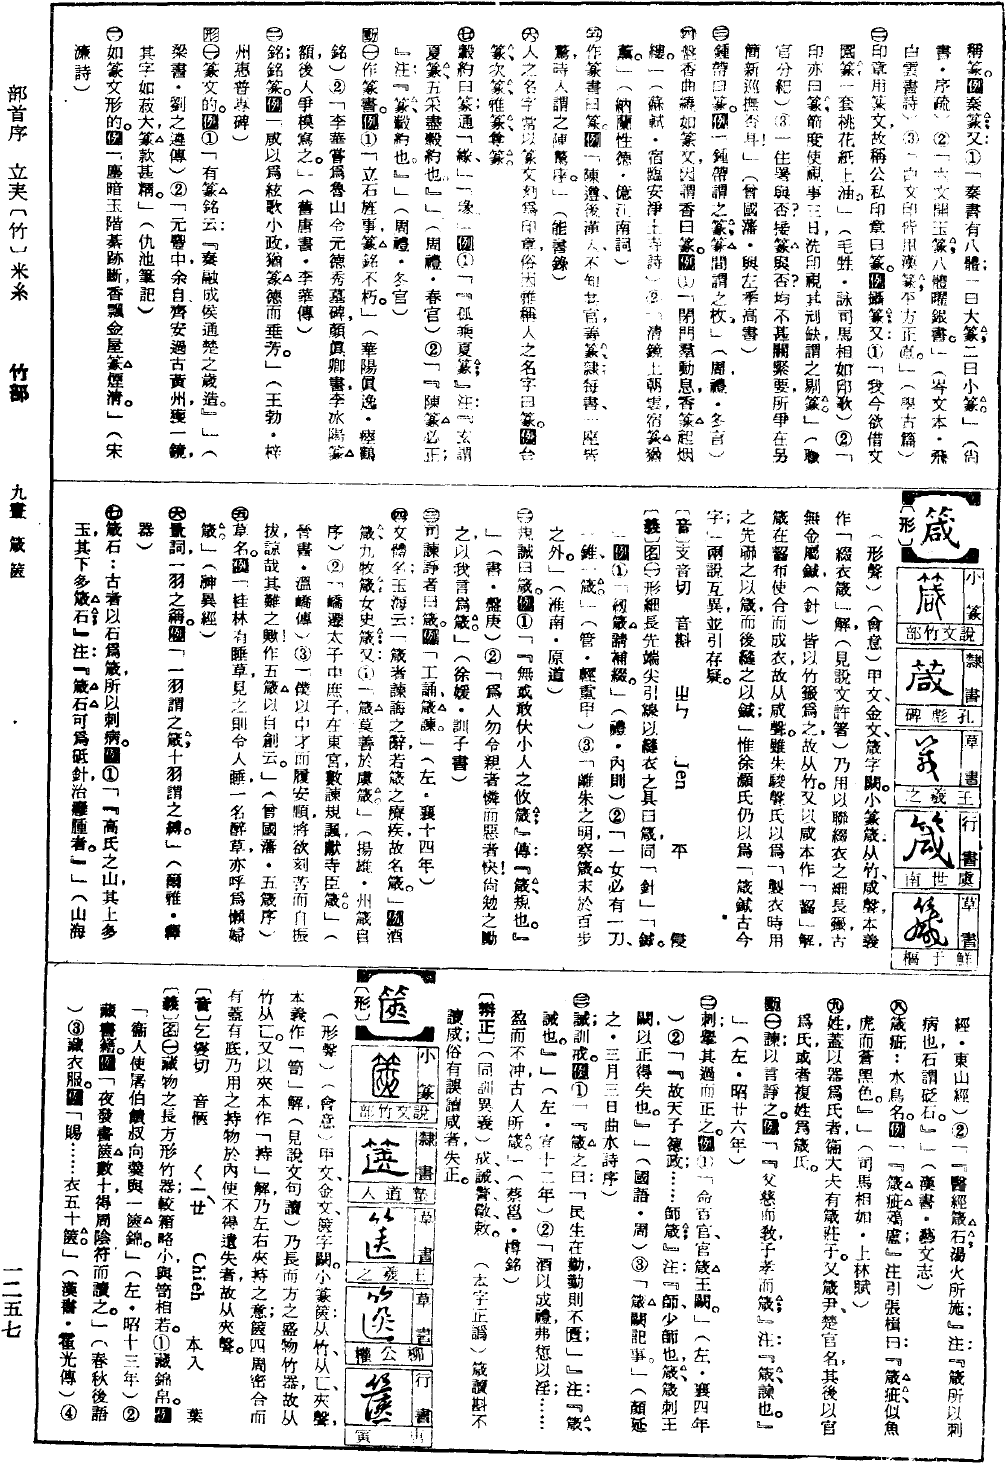 稱篆。例秦篆。又①「秦書有八體，一曰大篆，二曰小篆。」（尙
書・序疏）②「六文開玉篆，八體曜銀書。」（岑文本・飛
白雲書詩）③「白文印皆用漢篆，平方正直。」（學古篇）
㊂印章用篆文，故稱公私印章曰篆。例攝篆。又①「我今欲借文
園篆，一套桃花紙上油。」（毛甡・詠司馬相如印歌）②「
印亦曰篆，節度使視事三日洗印，視其刓缺，謂之刓篆。」（職
官分紀）③「住署與否？接篆與否？均不甚關緊要，所爭在另
簡新巡撫否耳！」（曾國藩・與左季高書）
㊂鍾帶曰篆。例「鍾帶謂之篆，篆間謂之枚。」（周禮・冬官）
㊃盤香曲譏如篆文，因謂香曰篆。例①「閉門羣動息，香篆起烟
縷。」（蘇軾・宿臨安淨土寺詩）②「清鏡上朝雲，宿篆猶
薰。」（納蘭性德・憶江南詞）
㊄作篆書曰篆。例「陳遵後漢人，不知甘官，善篆隸，每書一座皆
驚，時人謂之陳驚座。」（能書錄）
㊅人之名字常以篆文刻爲印章，俗因雅稱人之名字曰篆。例台
篆、次篆、雅篆、尊篆。
㊆轂約曰篆，通「緣」「瑑」。例①「『孤乘夏篆。』注：『玄謂
夏篆，五采畫轂約也。』」（周禮・春官）②「『陳篆必正；
』注：『篆，轂約也。』」（周禮・冬官）
動㊀作篆書。例①「立石旌事，篆銘不朽。」（華陽眞逸・瘞鶴
銘）②「李華嘗爲魯山令元德秀墓碑，顏眞卿書，李冰陽篆
額，後人爭模寫之。」（舊唐書・李華傳）
㊁銘；銘篆。例「咸以爲絃歌小政，猶篆德而垂芳。」（王勃・梓
州惠普寺碑）
形㊀篆文的。例①「有篆銘云：『秦融成侯通楚之歲造。』」（
梁書・劉之遴傳）②「元豐中，余自齊安過古黃州，獲一鏡，
其字如菽，大篆款甚精。」（仇池筆記）
㊁如篆文形的。例「塵暗玉階綦跡斷，香飄金屋篆煙清。」（宋
濂詩）
箴
〔形〕
小篆 說文竹部
隸書 孔彪碑
草書 王羲之
行書 虞世南
草書 鮮于樞
（形聲）（會意）甲文、金文箴字闕。小篆箴：从竹、咸聲，本義
作「綴衣箴」解（見說文許箸）乃用以聯綴衣之細長籤，古
無金屬鍼（針），皆以竹籤爲之，故从竹。又以咸本作「齧」解，
箴在齧布使合而成衣，故从咸聲。雖朱駿聲氏以爲「製衣時用
之先聯之以箴，而後縫之以鍼」；惟徐灝氏仍以爲「箴鍼古今
字」；兩說互異，並引存疑。
〔音〕支音切 音斟 ㄓㄣ Jen 平 侵
〔義〕名㊀形細長，先端尖，引線以縫衣之具曰箴，同「針」「鍼」。
例①「紉箴請補綴。」（禮・內則）②「一女必有一刀、
一錐、一箴。」（管・輕重甲）③「離朱之明，察箴末於百步
之外。」（淮南・原道）
㊁規誡曰箴。例①「『無或敢伏小人之攸箴。』傳：『箴，規也。』
」（書・盤庚）②「爲人勿令親者憐而惡者快，尙勉之勖
之，以我言爲箴。」（徐媛・訓子書）
㊂司諫諍者曰箴。例「工誦箴諫。」（左・襄十四年）
㊃文體名，玉海云：「箴者，諫誨之辭，若箴之療疾，故名箴。」例酒
箴、九牧箴、女史箴。又①「箴莫善於虞箴。」（揚雄・州箴自
序）②「嶠遷太子中庶子，在東宮，數諫規諷，獻侍臣箴。」（
晉書・溫嶠傳）③「僕以中才而履安順，將欲刻苦而自振
拔，諒哉其難之歟！作五箴以自創云。」（曾國藩・五箴序）
㊄草名。例「桂林有睡草，見之則令人睡，一名醉草，亦呼爲懶婦
箴。」（神異經）
㊅量詞，一羽之稱。例「一羽謂之箴，十羽謂之縳。」（爾雅・釋
器）
㊆箴石：古者以石爲箴，所以刺病。例①「『高氏之山，其上多
玉，其下多箴石。』注：『箴石，可爲砥針治癰腫者。』」（山海
經・東山經）②「『醫經箴石湯火所施。』注：『箴，所以刺
病也，石謂砭石。』」（漢書・藝文志）
㊇箴疵：水鳥名。例「『箴疵鵁盧。』注引張揖曰：『箴疵似魚
虎而蒼黑色。』」（司馬相如・上林賦）
㊈姓，蓋以器爲氏者，衞大夫有箴莊子。又箴尹，楚官名，其後以官
爲氏，或者複姓爲箴氏。
動㊀諫，以言諍之。例「『父慈而敎，子孝而箴。』注：『箴，諫也。』
」（左・昭廿六年）
㊁刺；擊其過而正之。例①「命百官，官箴王闕。」（左・襄四年
）②「『故天子德政，……師箴，』注：『師，少師也，箴，箴刺王
闕以正得失也。』」（國語・周）③「箴闕記事。」（顏延
之・三月三日曲水詩序）
㊂誡；訓戒。例①「『箴之曰：「民生在勤，勤則不匱」』注：『箴，
誡也。』」（左・宣十二年）②「酒以成禮，弗愆以淫；……
盈而不沖，古人所箴。」（蔡邕・樽銘）
〔辨正〕（同訓異義）戒、誡、警、敬、敕。 （本字正譌）箴讀斟不
讀咸，俗有誤讀咸者，失正。
篋
〔形〕
小篆 說文竹部
隸書 塾道人
草書 王羲之
草書 柳公權
行書 唐寅
（形聲）（會意）甲文、金文篋字闕。小篆篋：从竹、从匚、夾聲，
本義作「笥」解（見說文句讀）乃長而方之盛物竹器，故从
竹从匚。又以夾本作「持」解，乃左右夾持之意，篋四周密合而
有蓋有底，乃用之持物於內使不得遺失者，故从夾聲。
〔音〕乞愜切 音愜 ㄑㄧㄝˋ Chieh 本入 葉
〔義〕名㊀藏物之長方形竹器，較箱略小，與笥相若：①藏錦帛。例
「衞人使屠伯饋叔向羹，與一篋錦。」（左・昭十三年）②
藏書籍。例「夜發書，篋數十，得周陰符而讀之。」（春秋後語
）③藏衣服。例「賜……衣五十篋。」（漢書・霍光傳）④
部首序 立耒〔竹〕米糸 竹部 九畫 箴 篋 一二五七